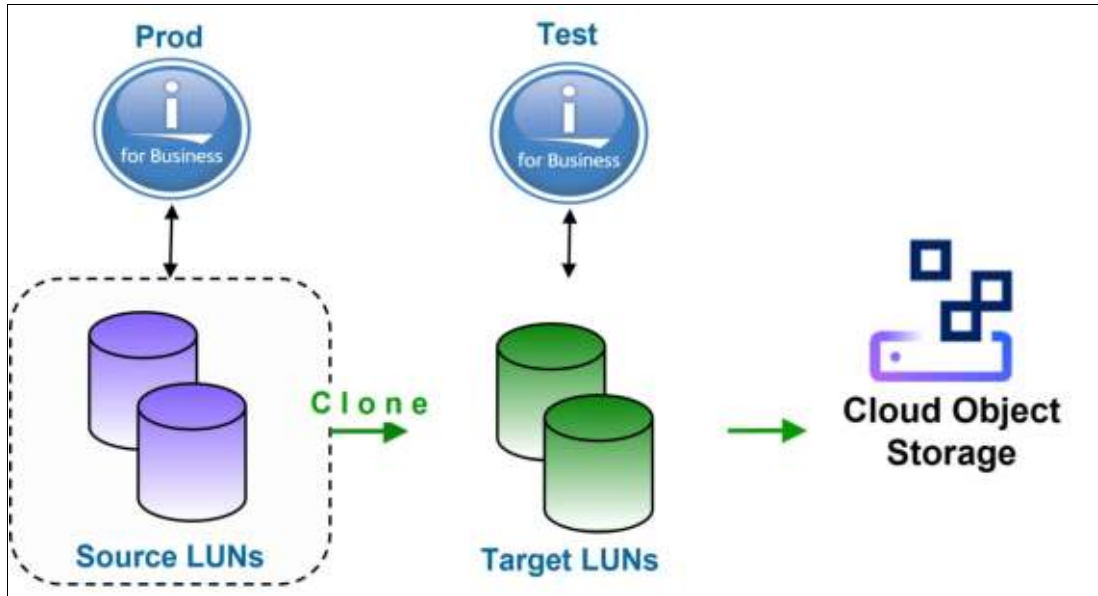 Prod
Test
i
for Business
i
for Business
Clone
Source LUNs
Target LUNs
Cloud Object
Storage